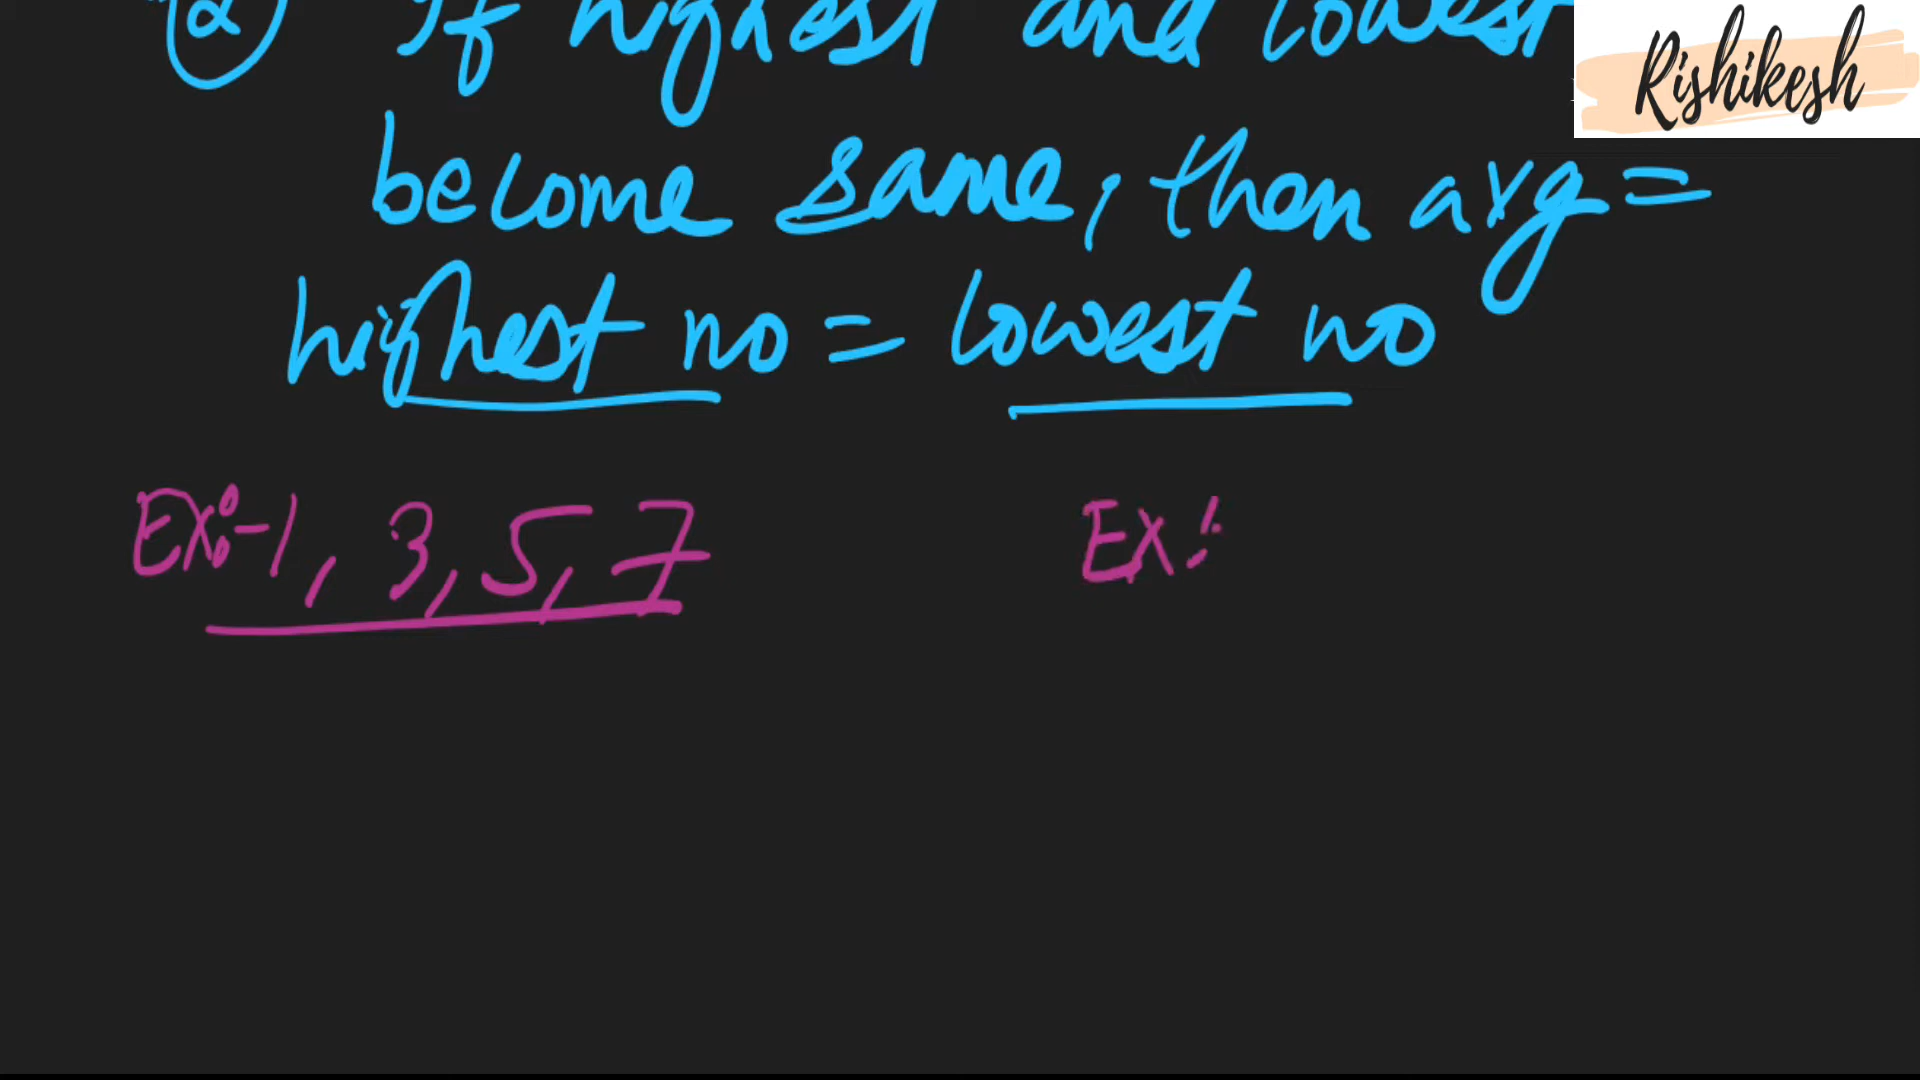 ② If highest and lowest
Rishikesh
become same, then avg =
highest no = lowest no
Ex:- 1, 3, 5, 7
Ex: